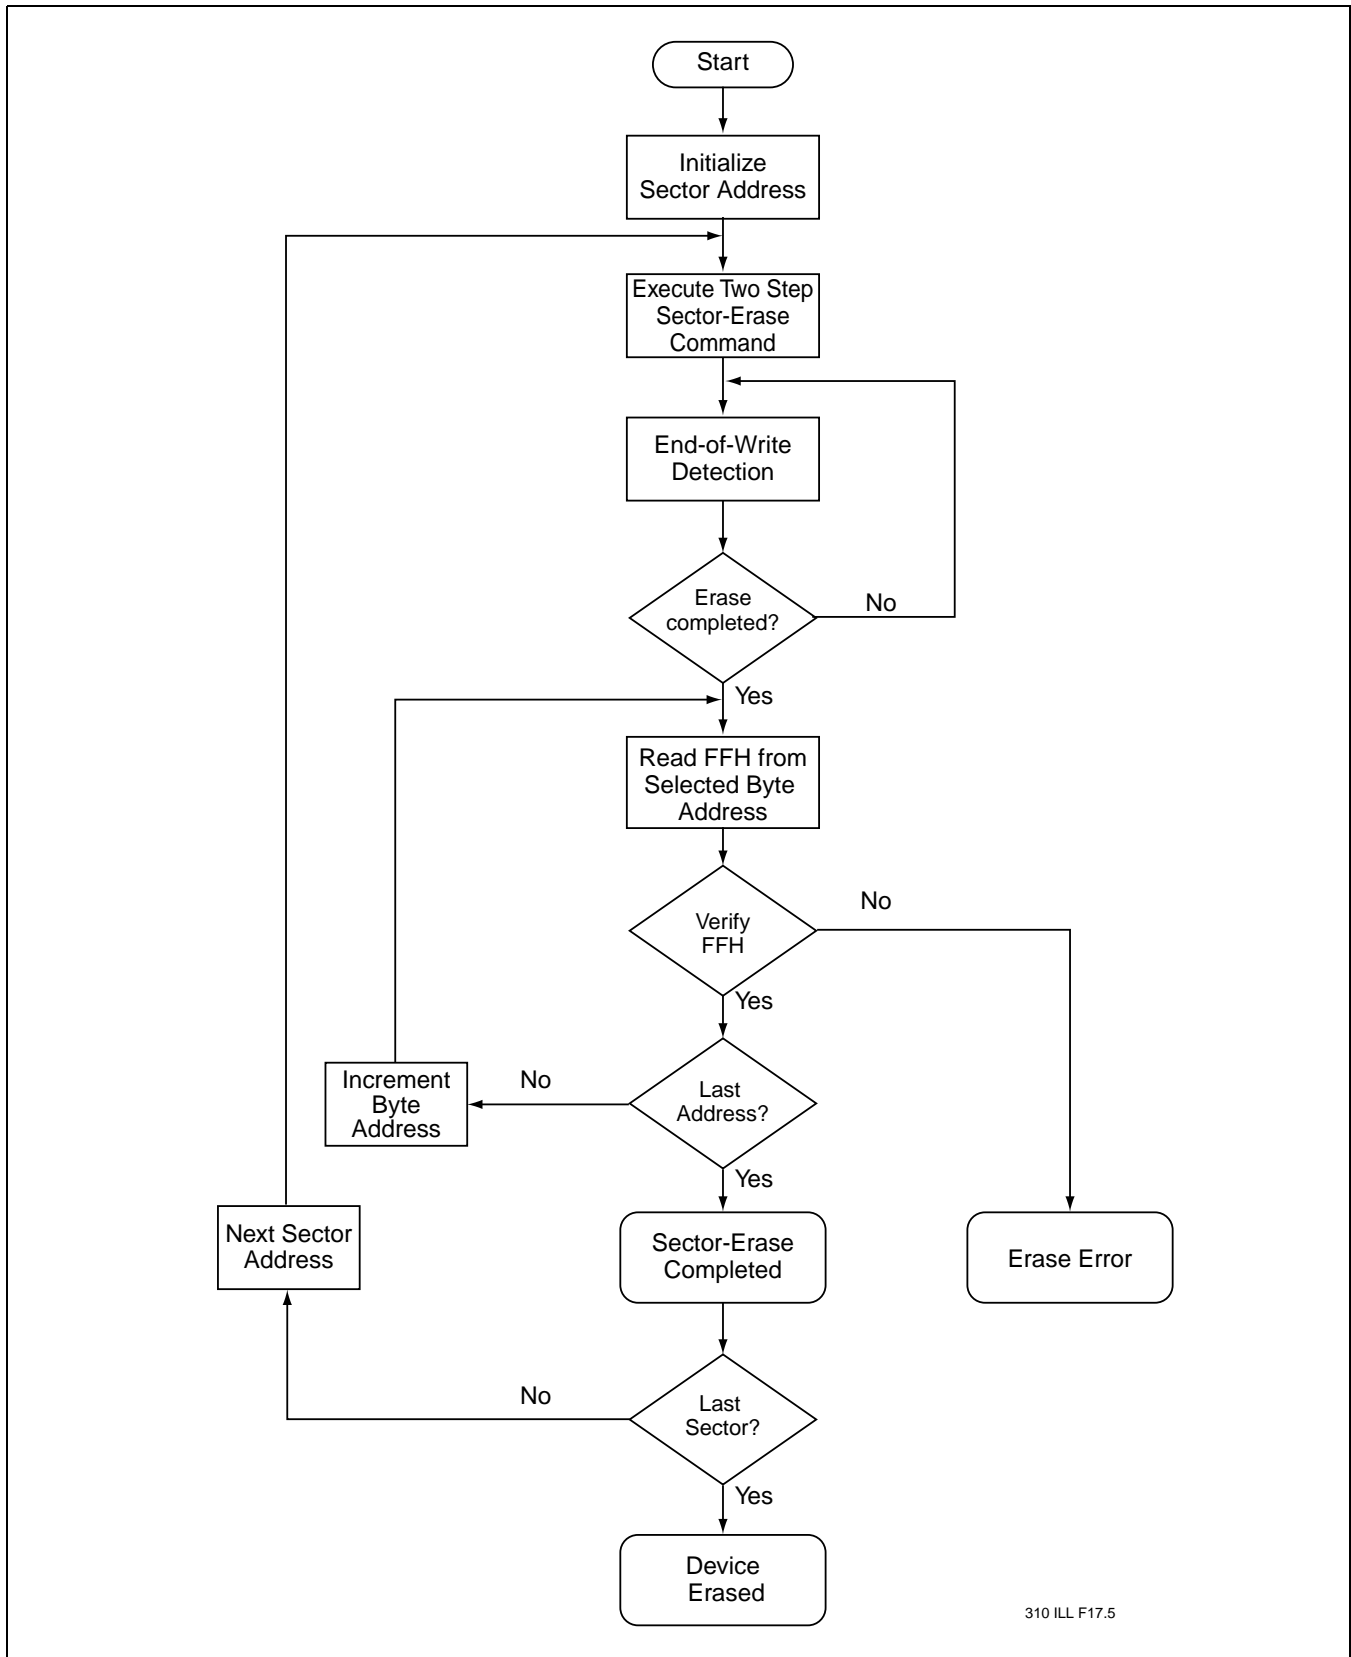 Start
Initialize
Sector Address
Execute Two Step
Sector-Erase
Command
End-of-Write
Detection
Erase
completed?
No
Yes
Read FFH from
Selected Byte
Address
Verify
FFH
No
Yes
Last
Address?
No
Increment
Byte
Address
Yes
Next Sector
Address
Sector-Erase
Completed
Erase Error
Last
Sector?
No
Yes
Device
Erased
310 ILL F17.5